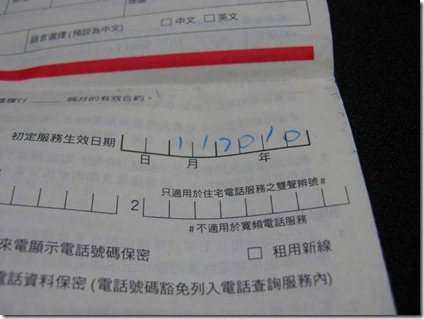 語言選擇 (預設為中文) □ 中文 □ 英文
個月的有效合約。
初定服務生效日期 1 1 2 0 1 0
日 月 年
只適用於住宅電話服務之雙聲辨號#
2
#不適用於寬頻電話服務
來電顯示電話號碼保密 □ 租用新線
電話資料保密 (電話號碼豁免列入電話查詢服務內)